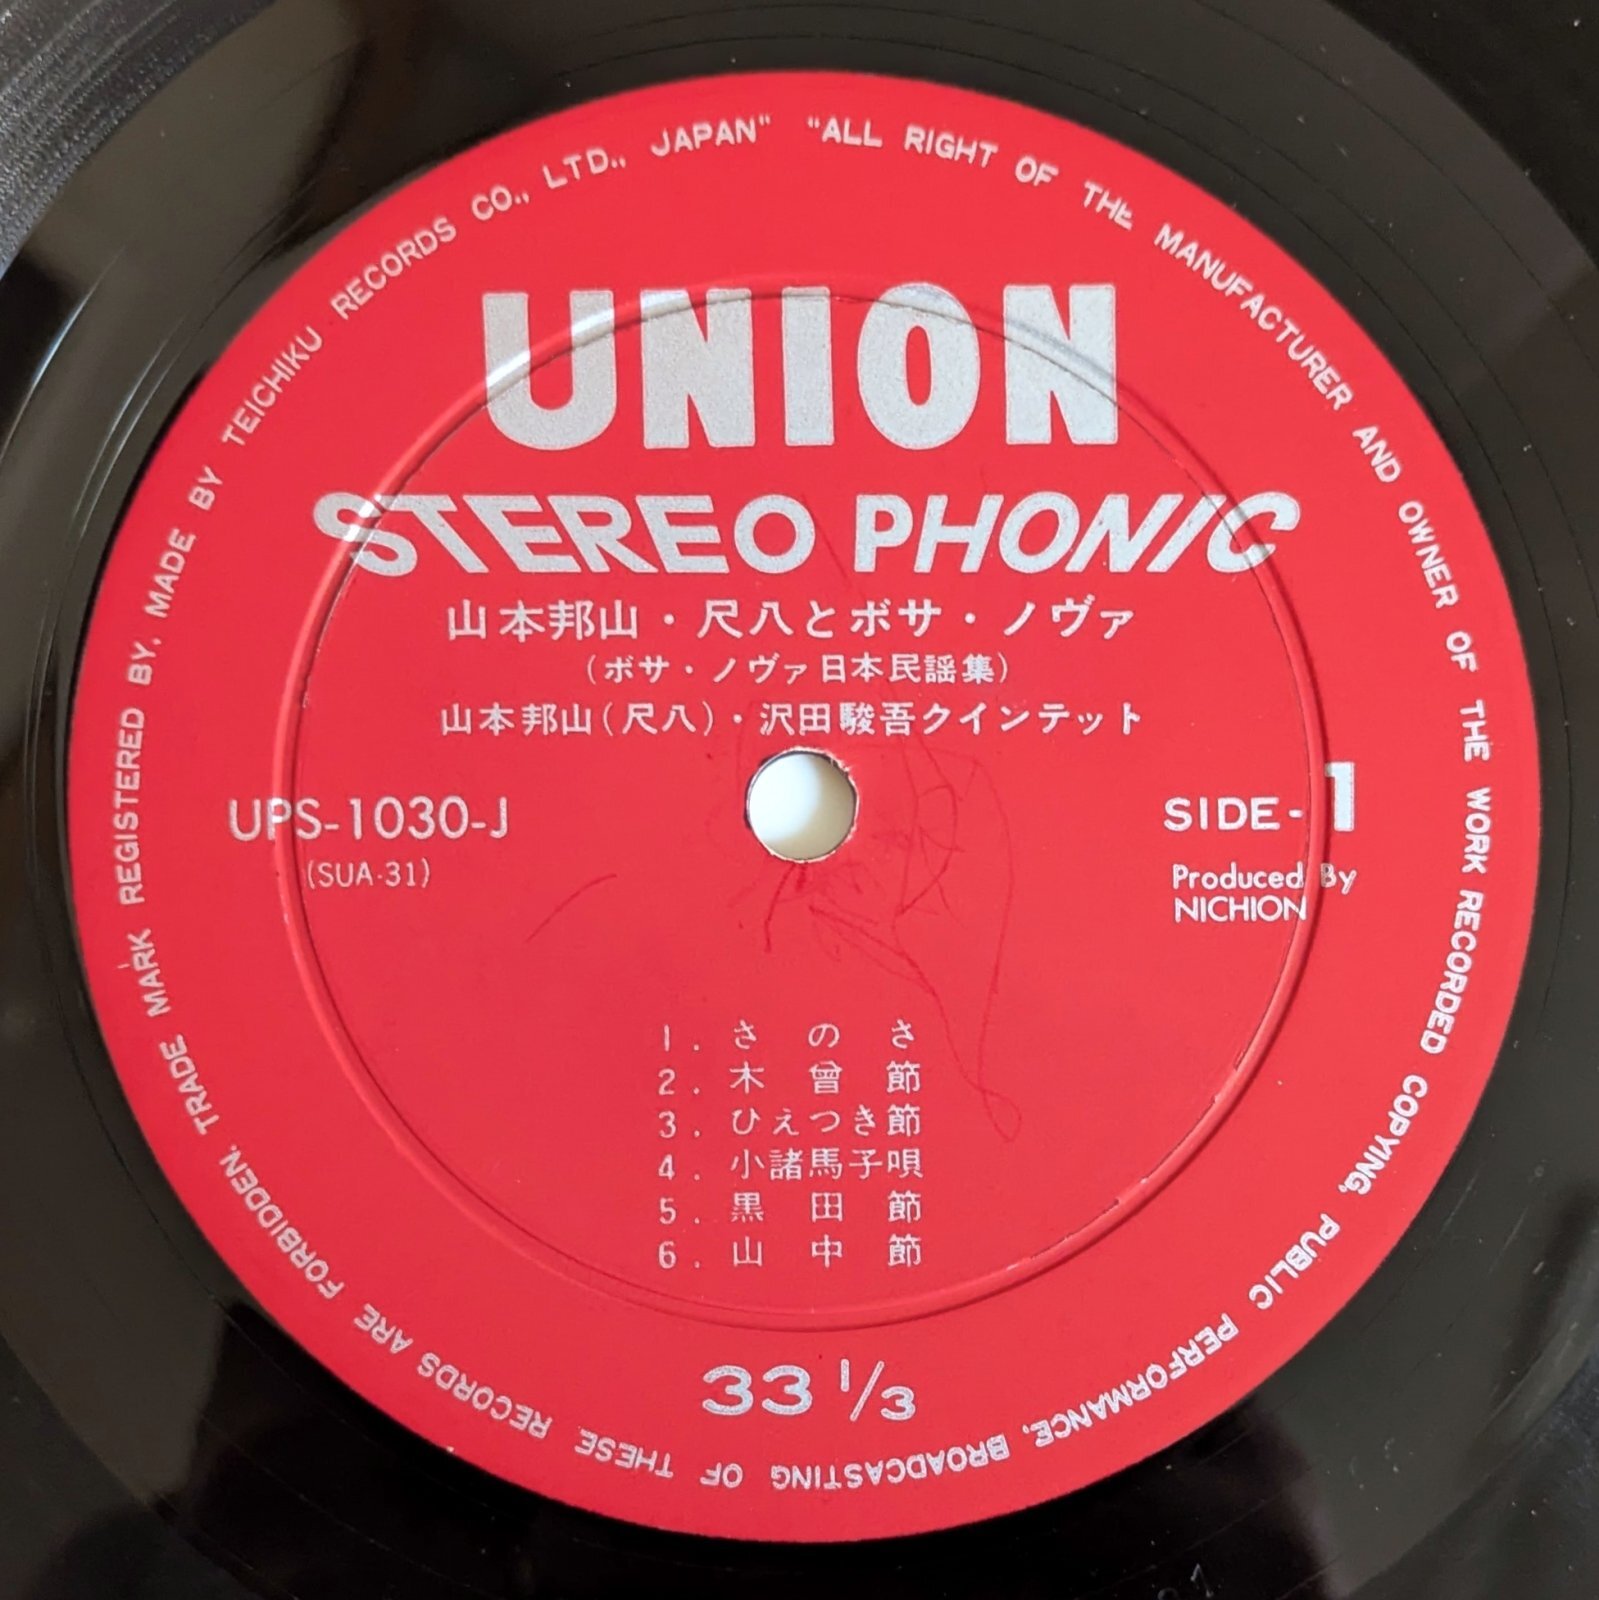 "ALL RIGHT OF THE MANUFACTURER AND OWNER OF THE WORK RECORDED COPYING, PUBLIC PERFORMANCE, BROADCASTING OF THESE RECORDS ARE FORBIDDEN, TRADE MARK REGISTERED BY, MADE BY TEICHIKU RECORDS CO., LTD., JAPAN"
UNION
STEREO PHONIC
山本邦山・尺八とボサ・ノヴァ
(ボサ・ノヴァ日本民謡集)
山本邦山(尺八)・沢田駿吾クインテット
UPS-1030-J
(SUA-31)
SIDE-1
Produced By
NICHION
1. さのさ
2. 木曾節
3. ひえつき節
4. 小諸馬子唄
5. 黒田節
6. 山中節
33 1/3